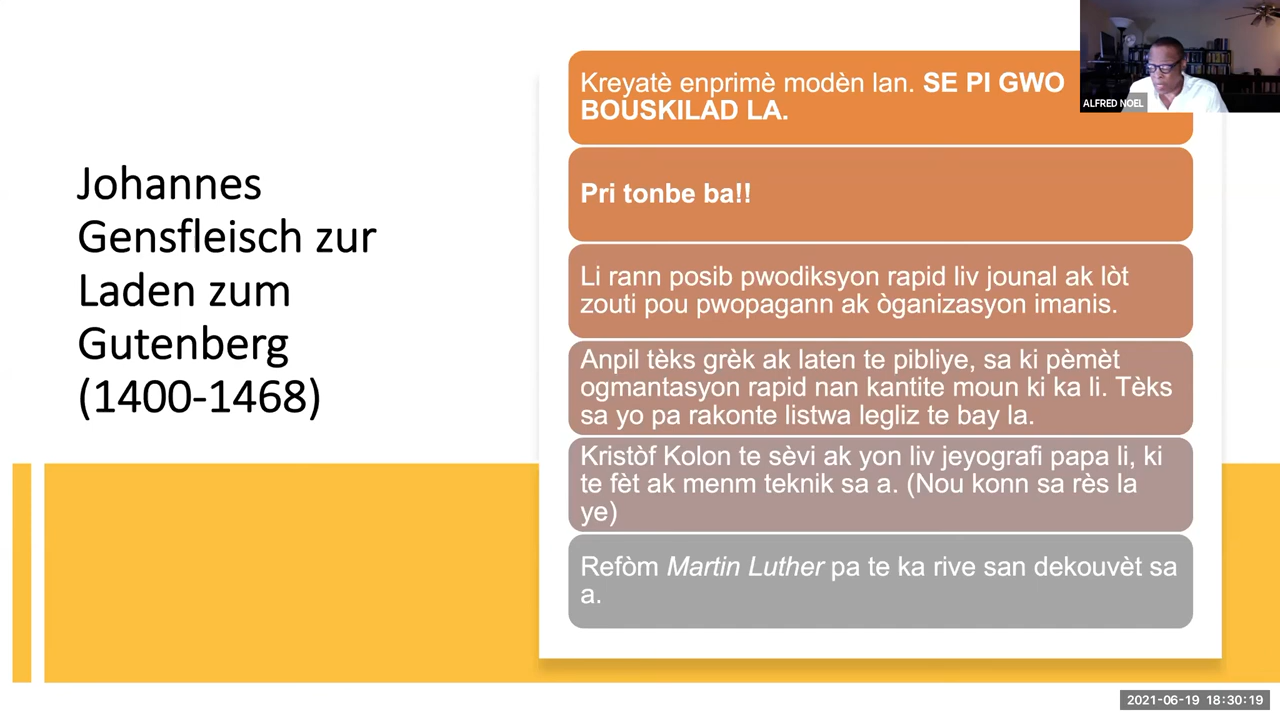 Johannes
Gensfleisch zur
Laden zum
Gutenberg
(1400-1468)
Kreyatè enprimè modèn lan. SE PI GWO
BOUSKILAD LA.
Pri tonbe ba!!
Li rann posib pwodiksyon rapid liv jounal ak lòt
zouti pou pwopagann ak òganizasyon imanis.
Anpil tèks grèk ak laten te pibliye, sa ki pèmèt
ogmantasyon rapid nan kantite moun ki ka li. Tèks
sa yo pa rakonte listwa legliz te bay la.
Kristòf Kolon te sèvi ak yon liv jeyografi papa li, ki
te fèt ak menm teknik sa a. (Nou konn sa rès la
ye)
Refòm Martin Luther pa te ka rive san dekouvèt sa
a.
ALFRED NOEL
2021-06-19 18:30:19